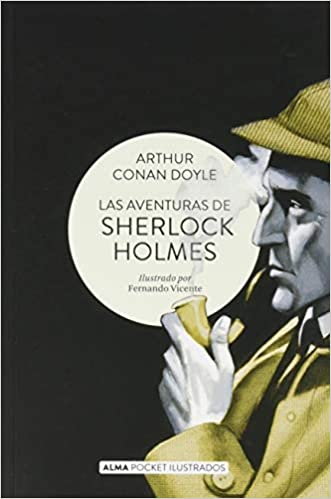 ARTHUR
CONAN DOYLE
LAS AVENTURAS DE
SHERLOCK
HOLMES
Ilustrado por
Fernando Vicente
ALMA POCKET ILUSTRADOS